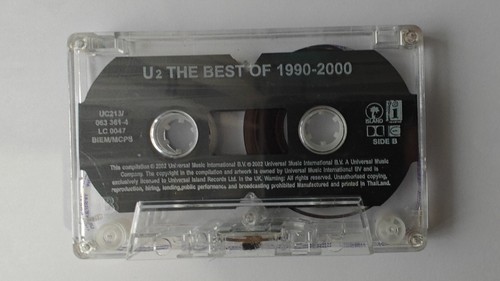 U2 THE BEST OF 1990-2000
UC213/
063 361-4
LC 0047
BIEM/MCPS
ISLAND
SIDE B
This compilation ℗ 2002 Universal Music International B.V. © 2002 Universal Music International B.V. A Universal Music
Company. The copyright in the compilation and artwork is owned by Universal Music International BV and is
exclusively licensed to Universal Island Records Ltd. in the UK. Warning: All rights reserved. Unauthorised copying,
reproduction, hiring, lending,public performance and broadcasting prohibited Manufactured and printed in Thailand.